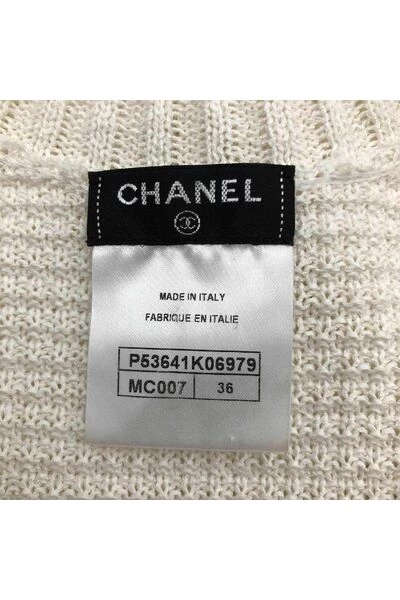 CHANEL
MADE IN ITALY
FABRIQUE EN ITALIE
P53641K06979
MC007 36